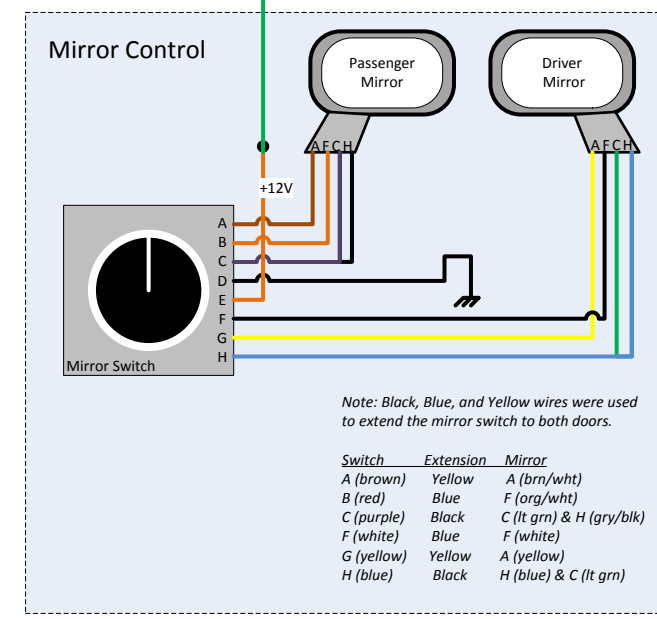 Mirror Control
Passenger
Mirror
Driver
Mirror
AFCH
AFCH
+12V
A
B
C
D
E
F
G
H
Mirror Switch
Note: Black, Blue, and Yellow wires were used
to extend the mirror switch to both doors.
Switch Extension Mirror
A (brown) Yellow A (brn/wht)
B (red) Blue F (org/wht)
C (purple) Black C (lt grn) & H (gry/blk)
F (white) Blue F (white)
G (yellow) Yellow A (yellow)
H (blue) Black H (blue) & C (lt grn)